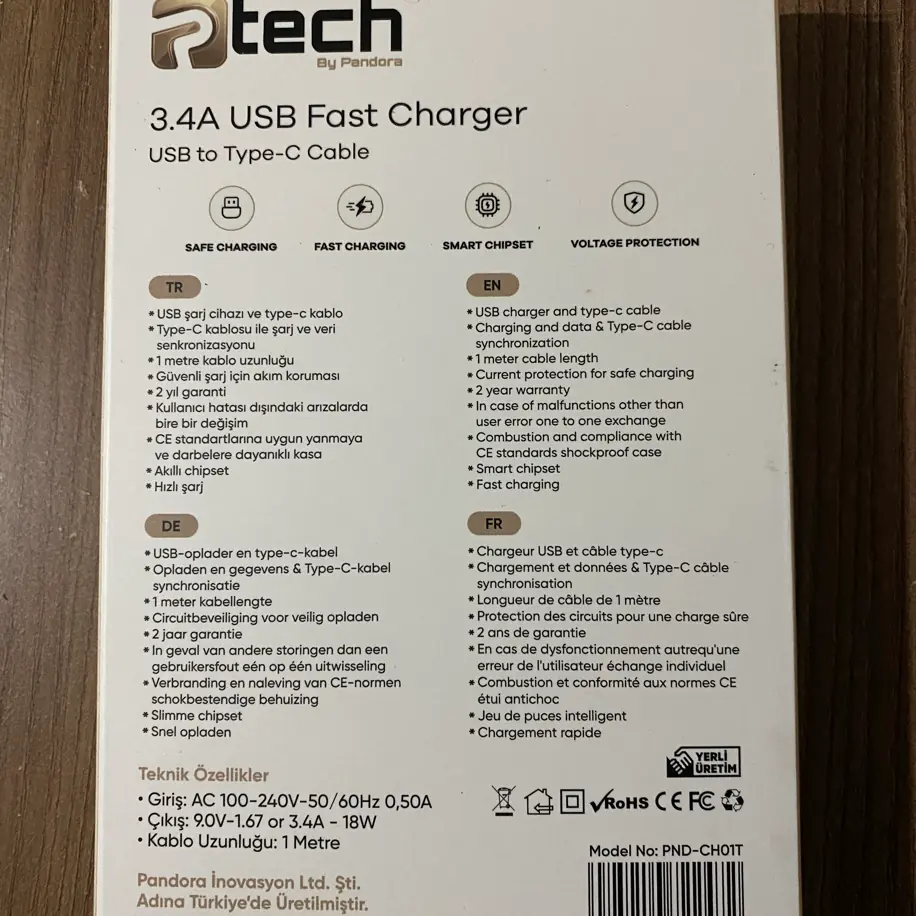 Ptech
By Pandora
3.4A USB Fast Charger
USB to Type-C Cable
SAFE CHARGING
FAST CHARGING
SMART CHIPSET
VOLTAGE PROTECTION
TR
* USB şarj cihazı ve type-c kablo
* Type-C kablosu ile şarj ve veri
senkronizasyonu
* 1 metre kablo uzunluğu
* Güvenli şarj için akım koruması
* 2 yıl garanti
* Kullanıcı hatası dışındaki arızalarda
bire bir değişim
* CE standartlarına uygun yanmaya
ve darbelere dayanıklı kasa
* Akıllı chipset
* Hızlı şarj
EN
* USB charger and type-c cable
* Charging and data & Type-C cable
synchronization
* 1 meter cable length
* Current protection for safe charging
* 2 year warranty
* In case of malfunctions other than
user error one to one exchange
* Combustion and compliance with
CE standards shockproof case
* Smart chipset
* Fast charging
DE
* USB-oplader en type-c-kabel
* Opladen en gegevens & Type-C-kabel
synchronisatie
* 1 meter kabellengte
* Circuitbeveiliging voor veilig opladen
* 2 jaar garantie
* In geval van andere storingen dan een
gebruikersfout eén op één uitwisseling
* Verbranding en naleving van CE-normen
schokbestendige behuizing
* Slimme chipset
* Snel opladen
FR
* Chargeur USB et câble type-c
* Chargement et données & Type-C câble
synchronisation
* Longueur de câble de 1 mètre
* Protection des circuits pour une charge sûre
* 2 ans de garantie
* En cas de dysfonctionnement autrequ'une
erreur de l'utilisateur échange individuel
* Combustion et conformité aux normes CE
étui antichoc
* Jeu de puces intelligent
* Chargement rapide
YERLİ
ÜRETİM
Teknik Özellikler
• Giriş: AC 100-240V-50/60Hz 0,50A
• Çıkış: 9.0V-1.67 or 3.4A - 18W
• Kablo Uzunluğu: 1 Metre
RoHS CE FC
Model No: PND-CH01T
Pandora İnovasyon Ltd. Şti.
Adına Türkiye'de Üretilmiştir.